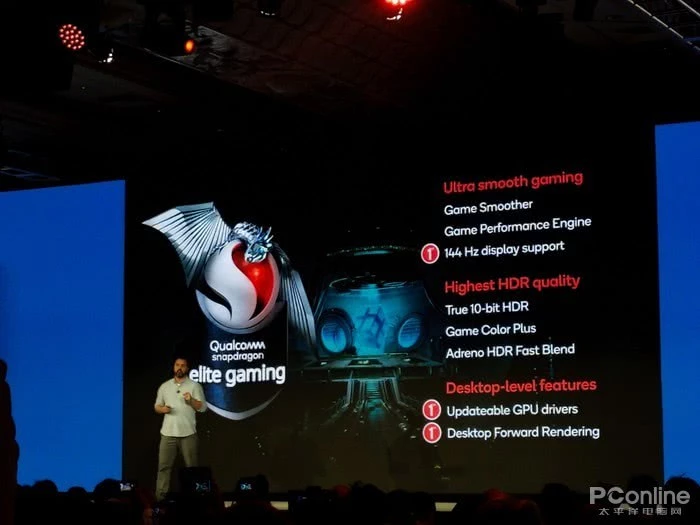 Ultra smooth gaming
Game Smoother
Game Performance Engine
1st 144 Hz display support
Highest HDR quality
True 10-bit HDR
Game Color Plus
Adreno HDR Fast Blend
Desktop-level features
Updateable GPU drivers
Desktop Forward Rendering
Qualcomm
snapdragon
elite gaming
PConline
太平洋电脑网